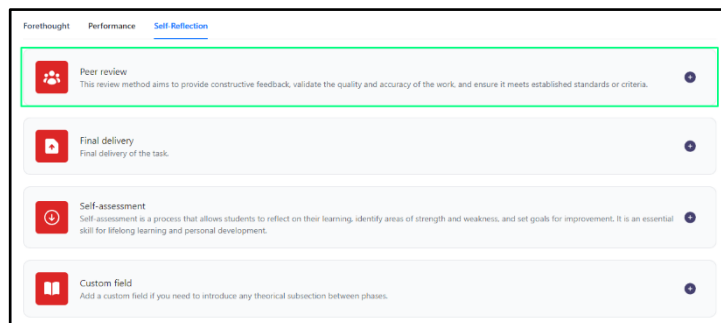 Forethought Performance Self-Reflection
Peer review
This review method aims to provide constructive feedback, validate the quality and accuracy of the work, and ensure it meets established standards or criteria.
Final delivery
Final delivery of the task.
Self-assessment
Self-assessment is a process that allows students to reflect on their learning, identify areas of strength and weakness, and set goals for improvement. It is an essential
skill for lifelong learning and personal development.
Custom field
Add a custom field if you need to introduce any theorical subsection between phases.